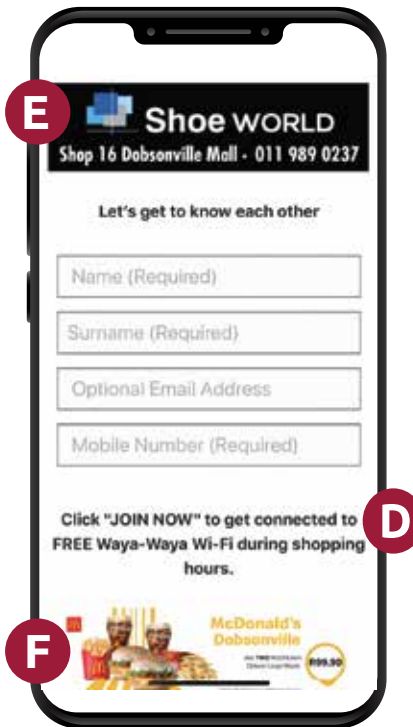 E
Shoe WORLD
Shop 16 Dobsonville Mall - 011 989 0237
Let's get to know each other
Name (Required)
Surname (Required)
Optional Email Address
Mobile Number (Required)
D
Click "JOIN NOW" to get connected to
FREE Waya-Waya Wi-Fi during shopping
hours.
F
McDonald's
Dobsonville
R99.90